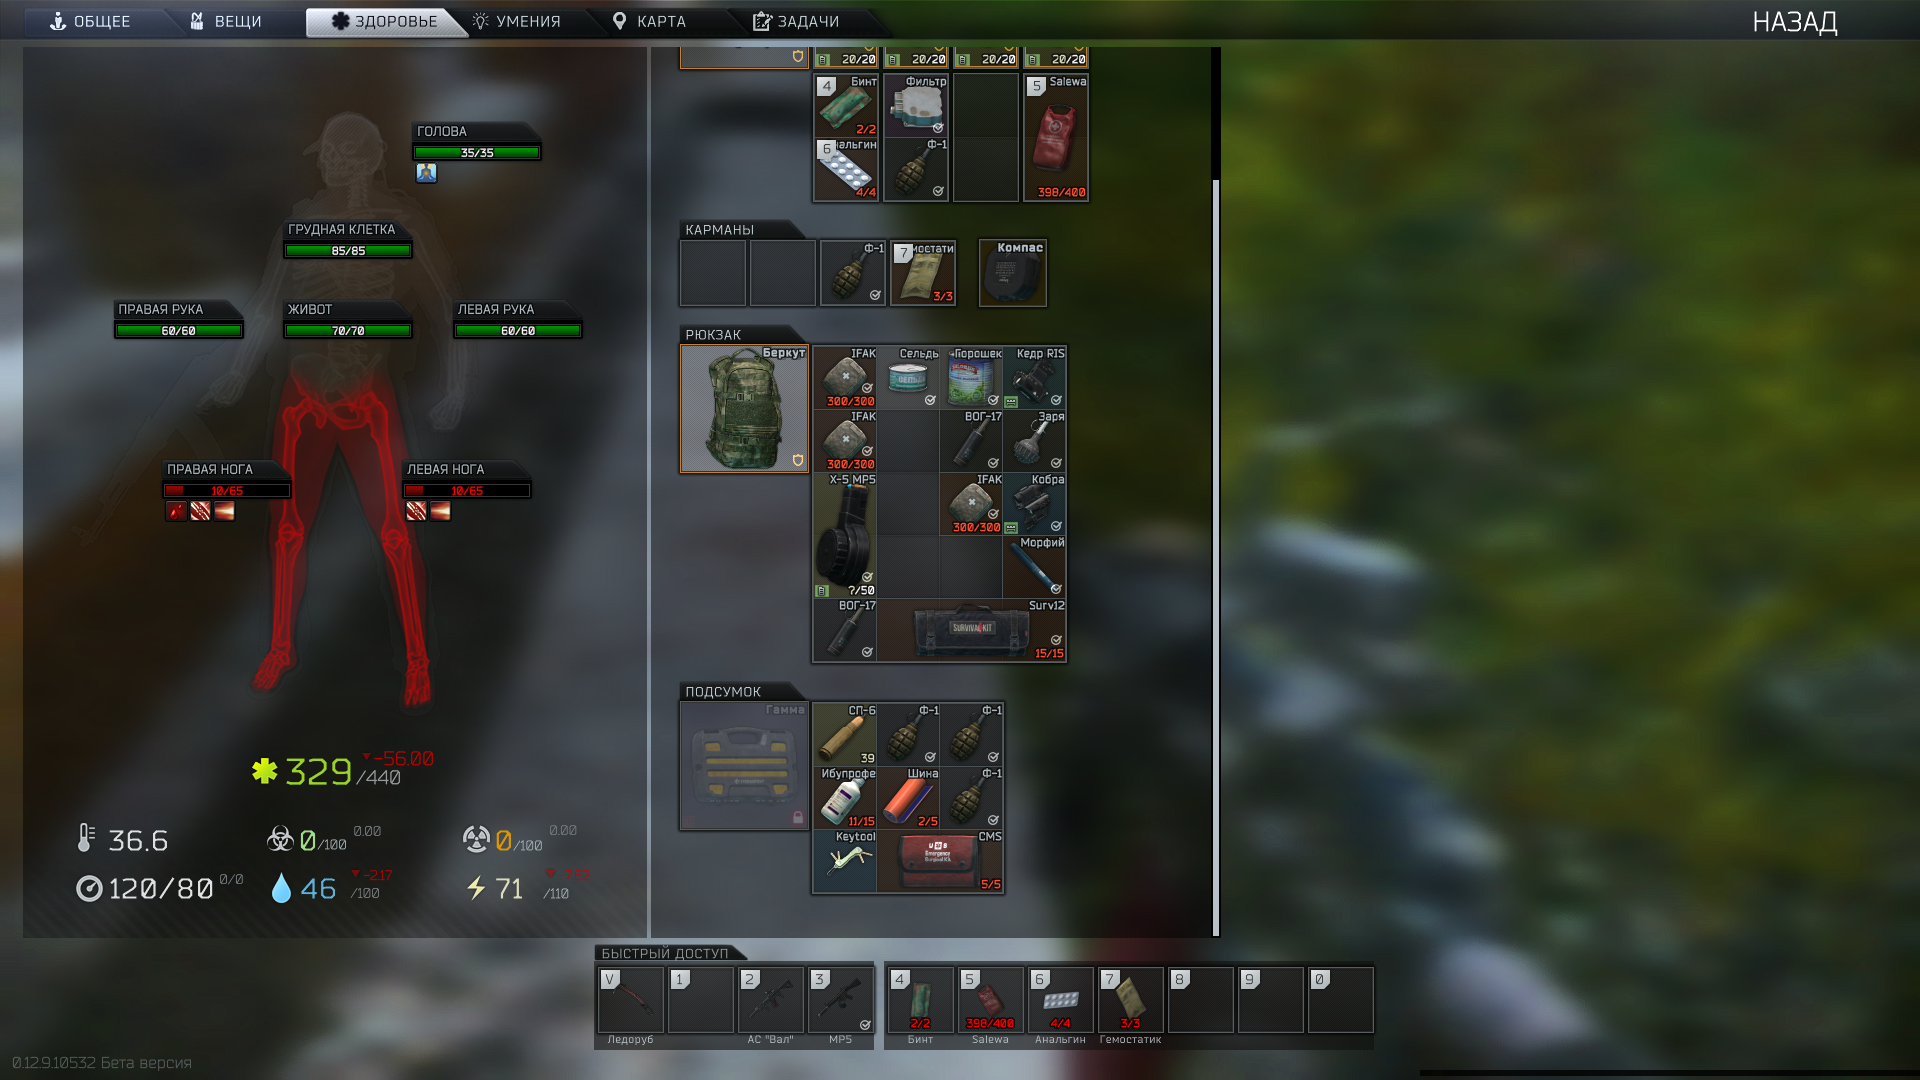 ОБЩЕЕ
ВЕЩИ
ЗДОРОВЬЕ
УМЕНИЯ
КАРТА
ЗАДАЧИ
НАЗАД
ГОЛОВА
35/35
ГРУДНАЯ КЛЕТКА
85/85
ПРАВАЯ РУКА
60/60
ЖИВОТ
70/70
ЛЕВАЯ РУКА
60/60
ПРАВАЯ НОГА
10/65
ЛЕВАЯ НОГА
10/65
329/440
-56.00
36.6
0/100
0.00
0/100
0.00
120/80
0/0
46
/100
-2.17
71
/110
20/20
20/20
20/20
20/20
4
Бинт
2/2
Фильтр
5
Salewa
398/400
6
нальгин
4/4
Ф-1
КАРМАНЫ
Ф-1
7
мостати
3/3
Компас
РЮКЗАК
Беркут
IFAK
300/300
Сельдь
Горошек
Кедр RIS
IFAK
300/300
ВОГ-17
Заря
X-5 MP5
?/50
IFAK
300/300
Кобра
Морфий
ВОГ-17
Surv12
SURVIVAL KIT
15/15
ПОДСУМОК
Гамма
СП-6
39
Ф-1
Ф-1
Ибупрофе
11/15
Шина
2/5
Ф-1
Keytool
CMS
5/5
БЫСТРЫЙ ДОСТУП
V
1
2
3
4
5
6
7
8
9
0
2/2
398/400
4/4
3/3
Ледоруб
АС "Вал"
MP5
Бинт
Salewa
Анальгин
Гемостатик
0.12.9.10532 Бета версия